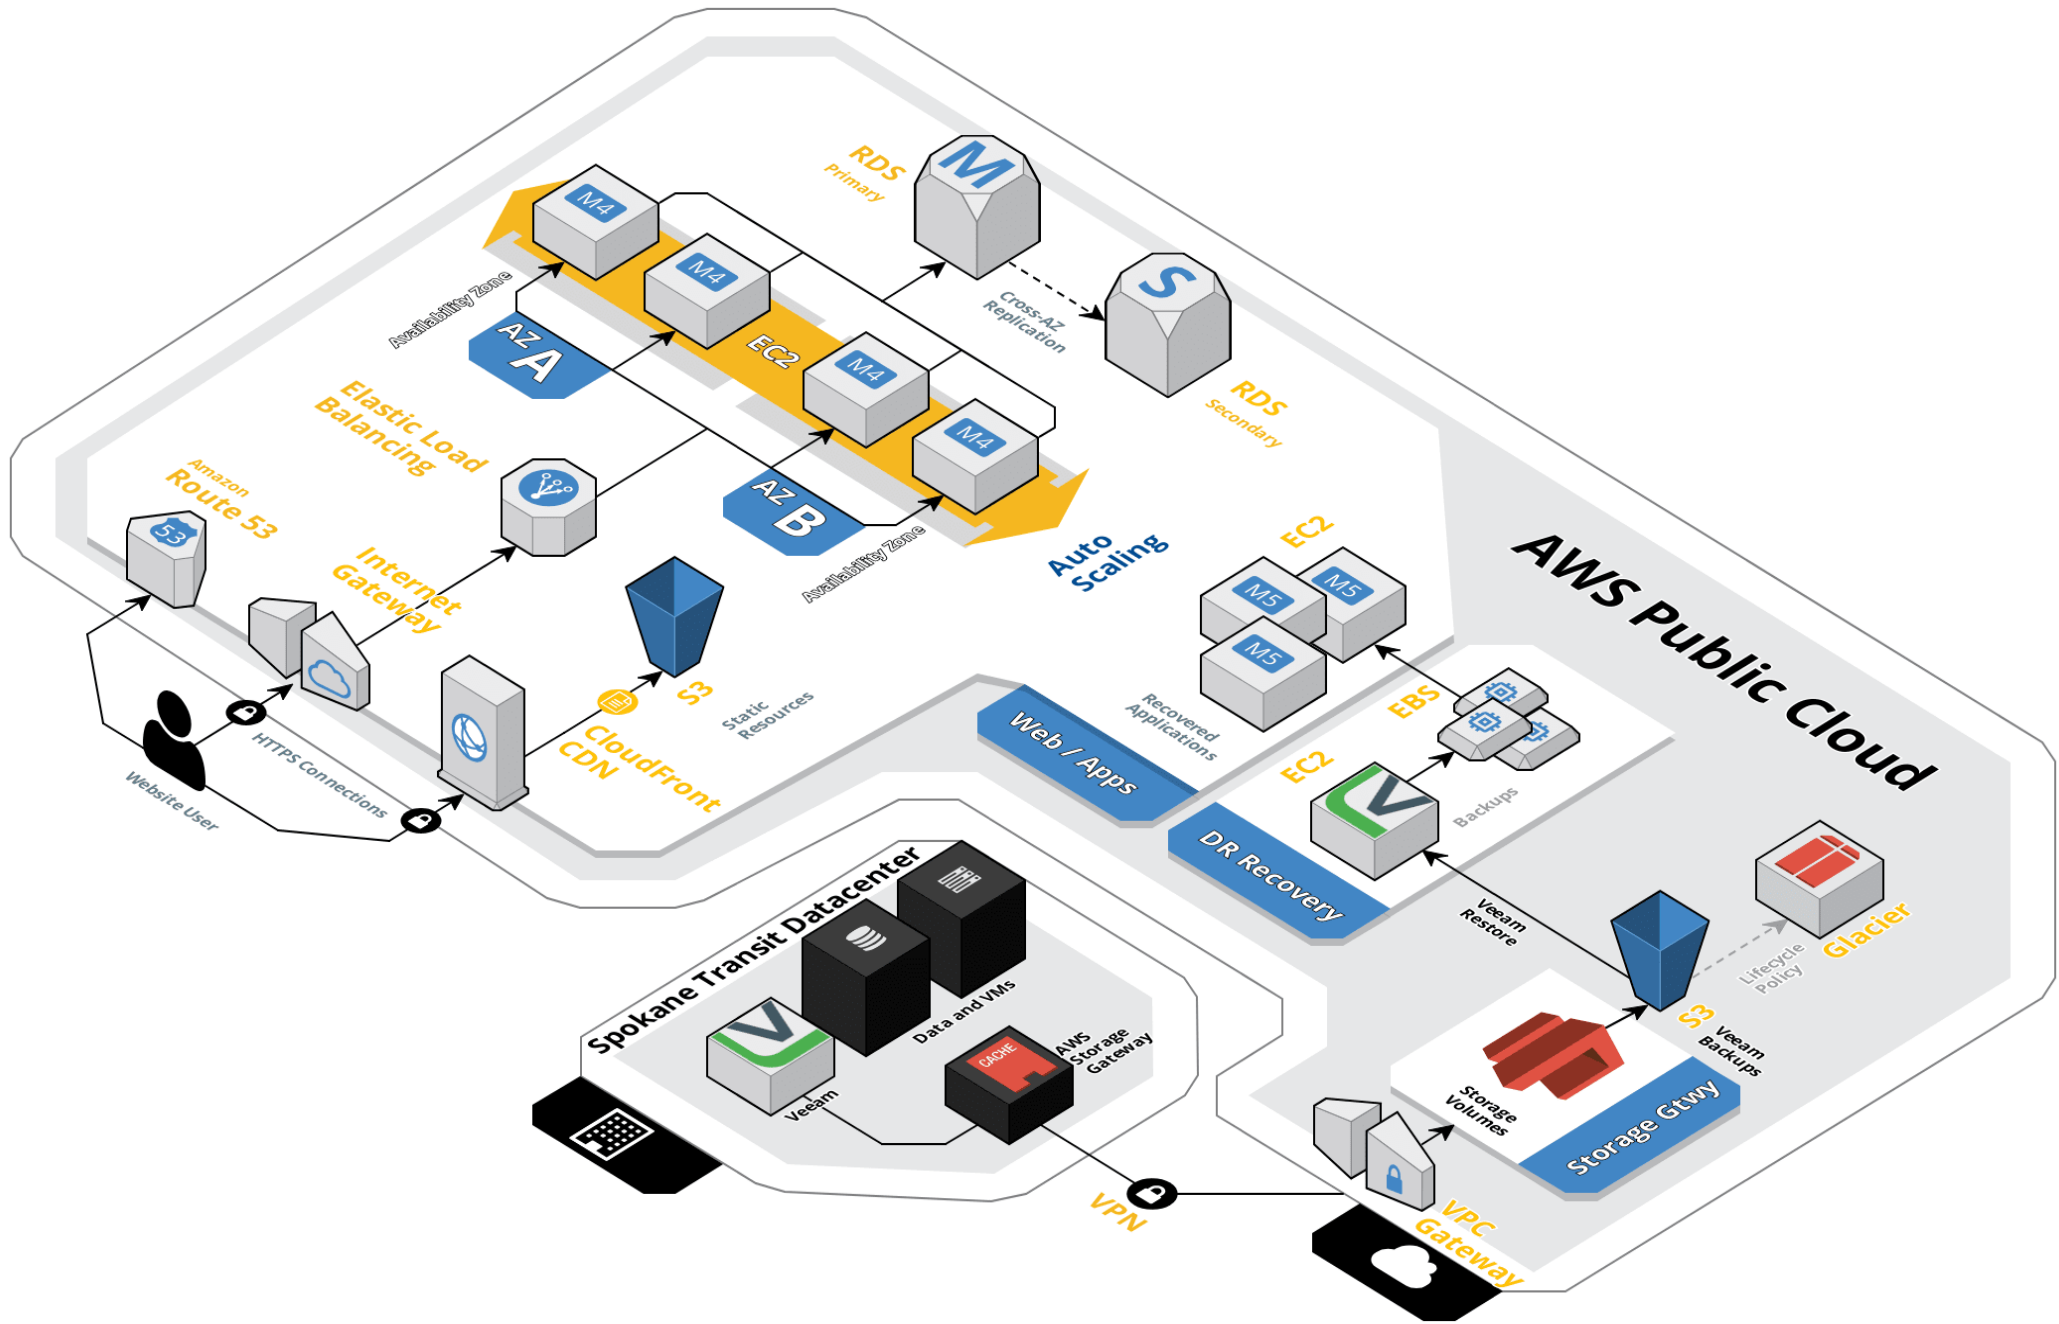 RDS
Primary
M
M4
M4
EC2
M4
M4
Availability Zone
AZ A
Cross-AZ
Replication
S
RDS
Secondary
Elastic Load
Balancing
Amazon
Route 53
53
AZ B
Availability Zone
Auto
Scaling
Internet
Gateway
EC2
M5
M5
M5
AWS Public Cloud
S3
Static
Resources
CloudFront
CDN
HTTPS Connections
Website User
Web / Apps
Recovered
Applications
EBS
EC2
V
Backups
DR Recovery
Veeam
Restore
Glacier
Lifecycle
Policy
S3
Veeam
Backups
Storage
Volumes
Storage Gtwy
Spokane Transit Datacenter
Data and VMs
V
Veeam
CACHE
AWS
Storage
Gateway
VPN
VPC
Gateway